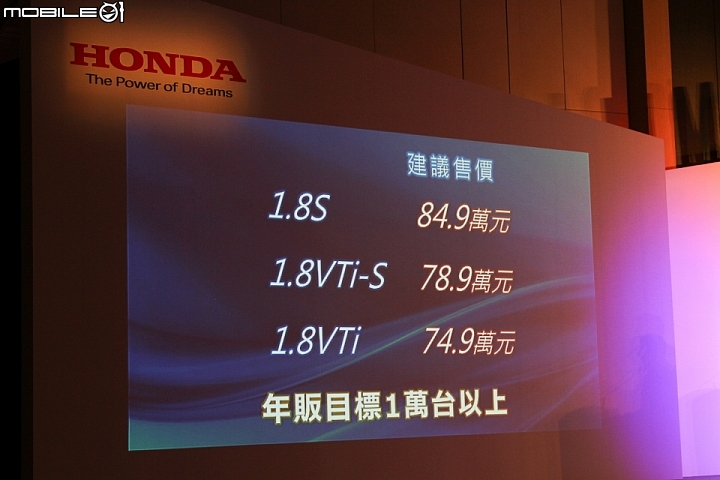 MOBILE01
HONDA
The Power of Dreams
建議售價
1.8S 84.9萬元
1.8VTi-S 78.9萬元
1.8VTi 74.9萬元
年販目標1萬台以上